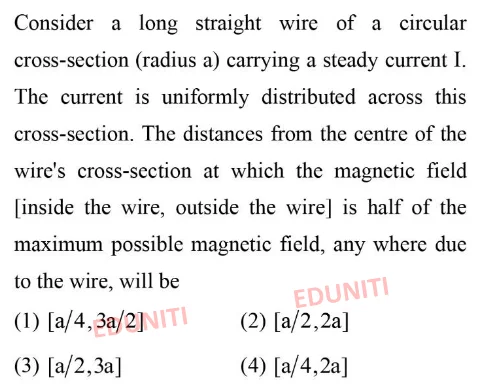 Consider a long straight wire of a circular
cross-section (radius a) carrying a steady current I.
The current is uniformly distributed across this
cross-section. The distances from the centre of the
wire's cross-section at which the magnetic field
[inside the wire, outside the wire] is half of the
maximum possible magnetic field, any where due
to the wire, will be
(1) [a/4,3a/2] (2) [a/2,2a]
(3) [a/2,3a] (4) [a/4,2a]
EDUNITI
EDUNITI